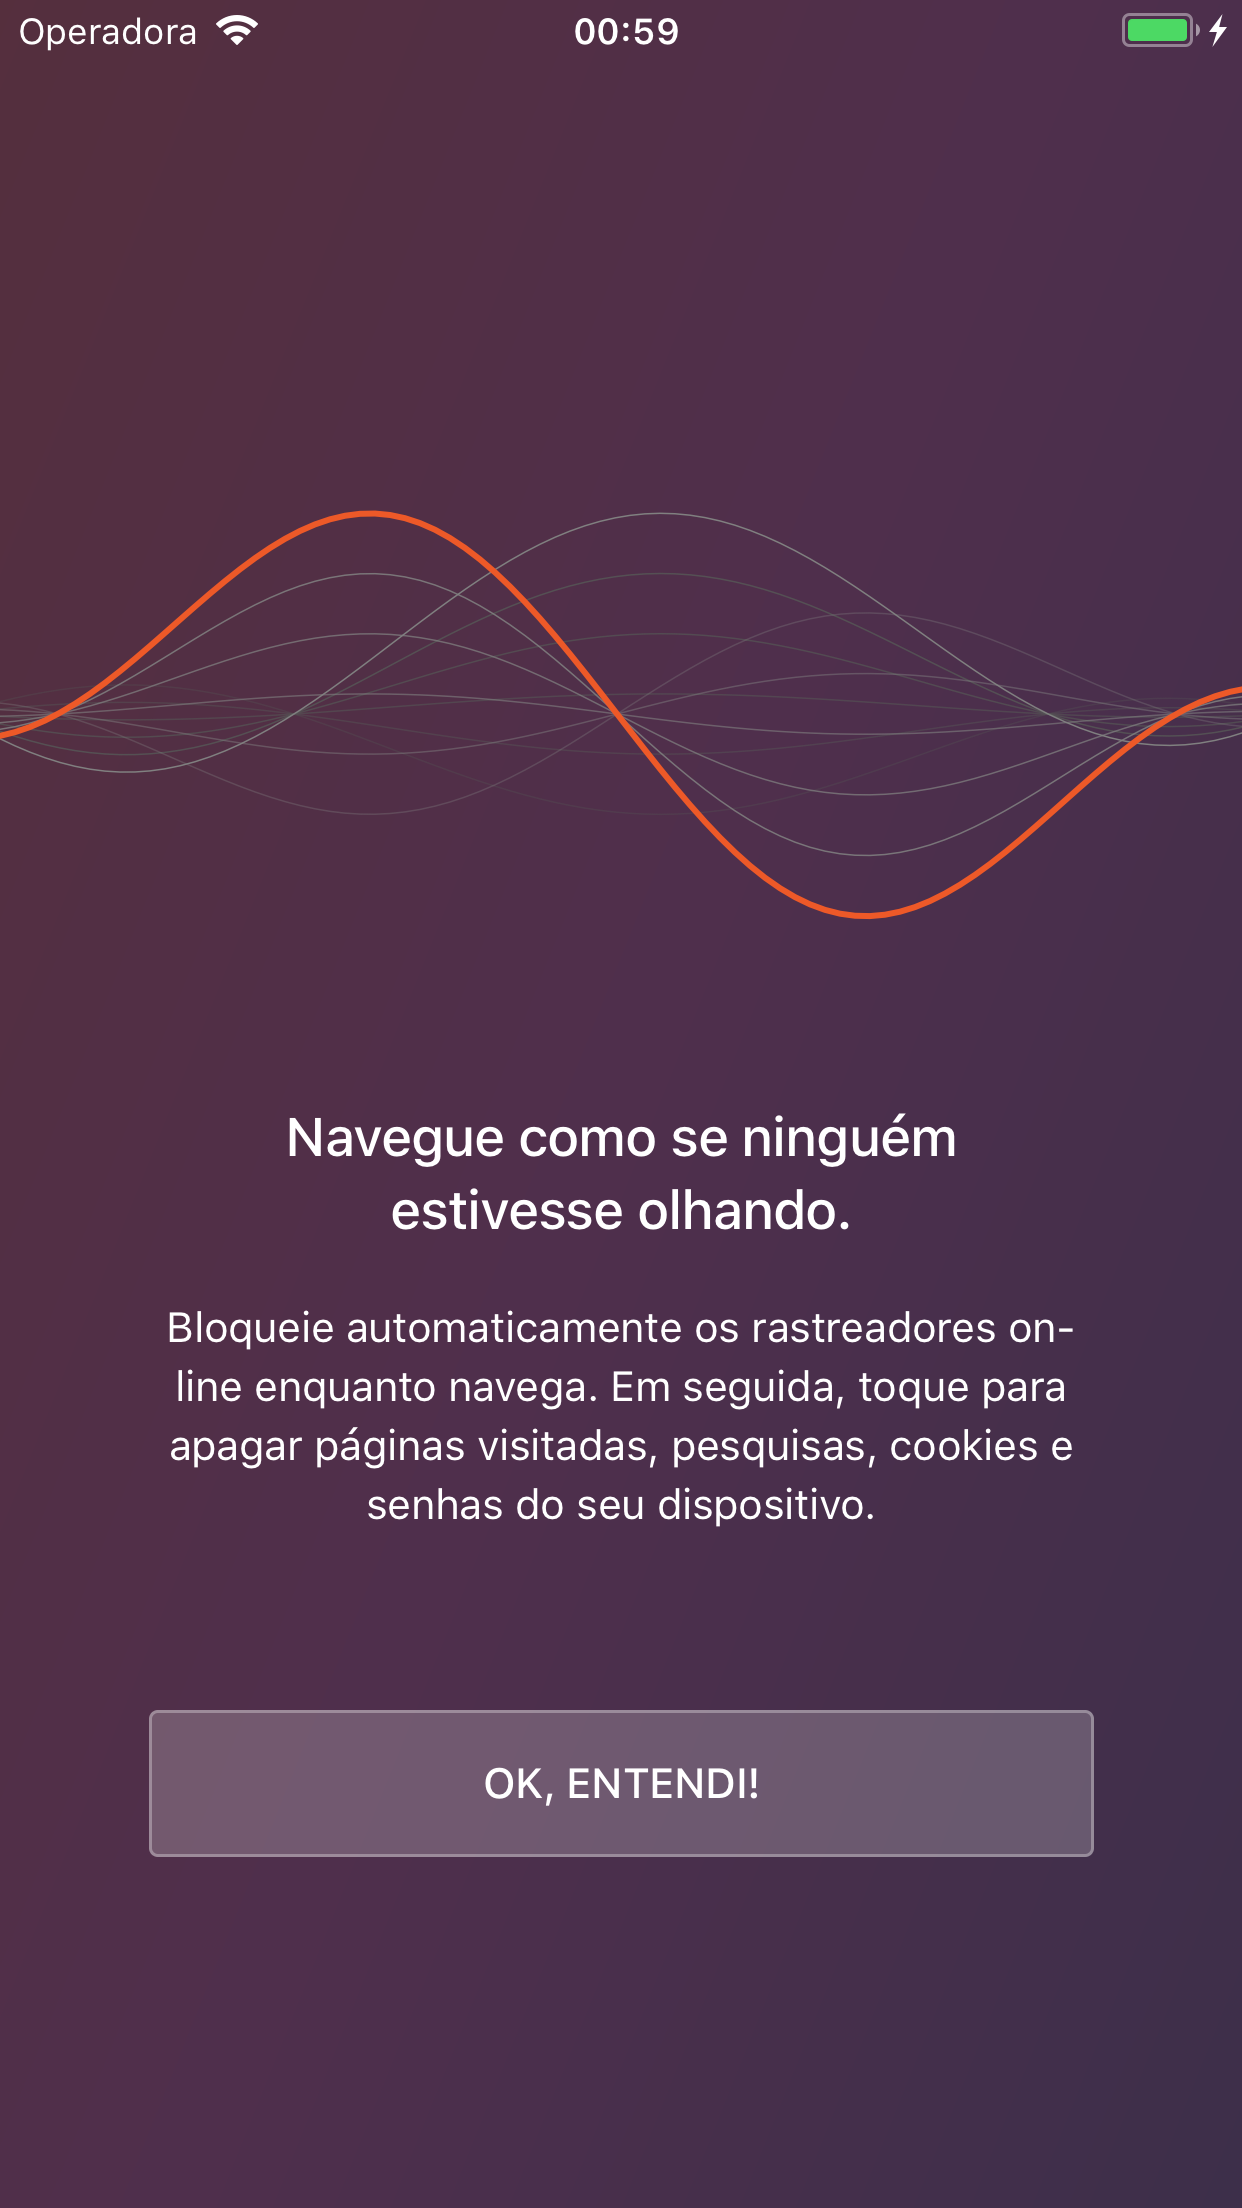 Operadora
00:59
Navegue como se ninguém
estivesse olhando.
Bloqueie automaticamente os rastreadores on-
line enquanto navega. Em seguida, toque para
apagar páginas visitadas, pesquisas, cookies e
senhas do seu dispositivo.
OK, ENTENDI!